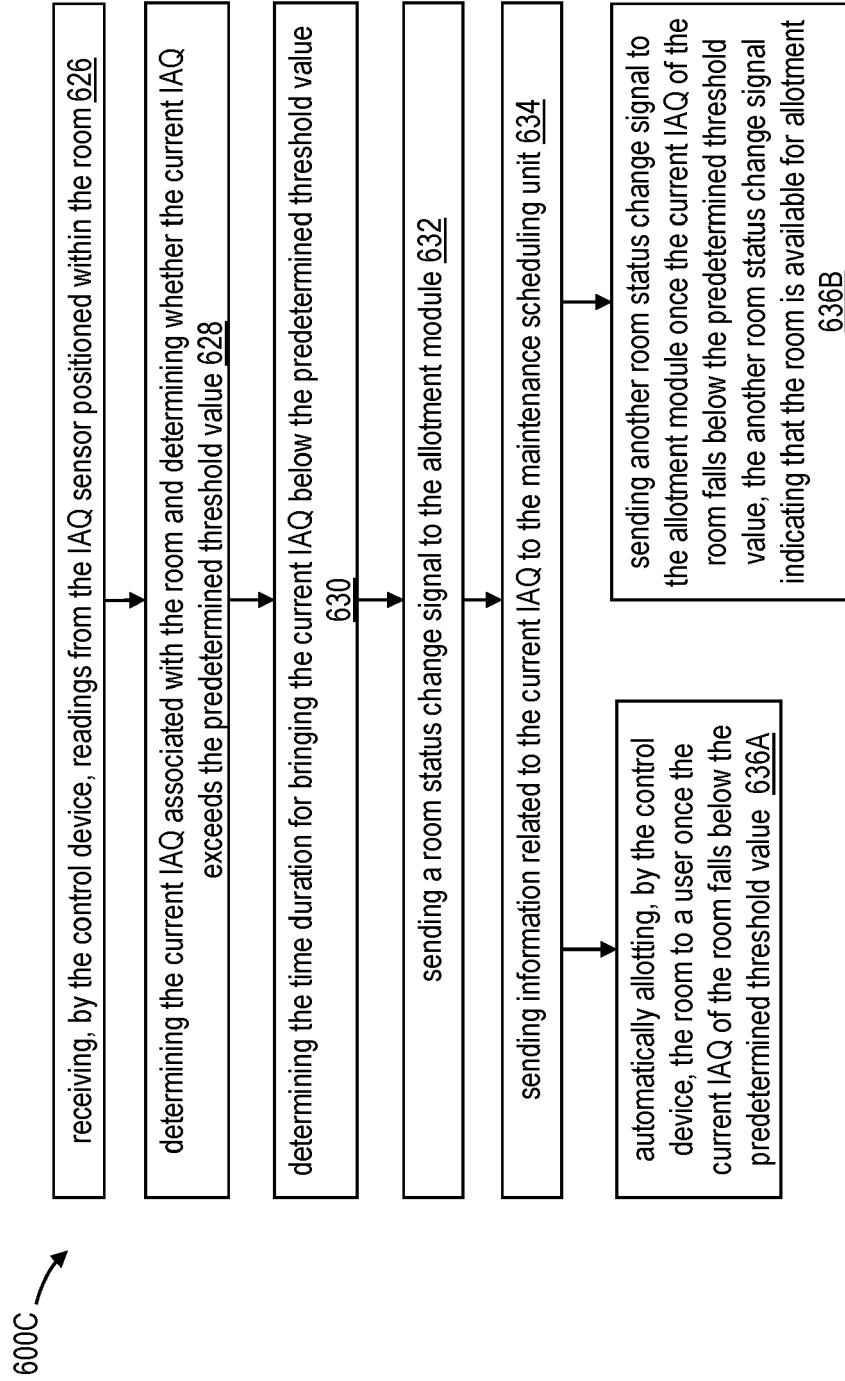 600C
receiving, by the control device, readings from the IAQ sensor positioned within the room 626
determining the current IAQ associated with the room and determining whether the current IAQ
exceeds the predetermined threshold value 628
determining the time duration for bringing the current IAQ below the predetermined threshold value
630
sending a room status change signal to the allotment module 632
sending information related to the current IAQ to the maintenance scheduling unit 634
automatically allotting, by the control
device, the room to a user once the
current IAQ of the room falls below the
predetermined threshold value 636A
sending another room status change signal to
the allotment module once the current IAQ of the
room falls below the predetermined threshold
value, the another room status change signal
indicating that the room is available for allotment
636B